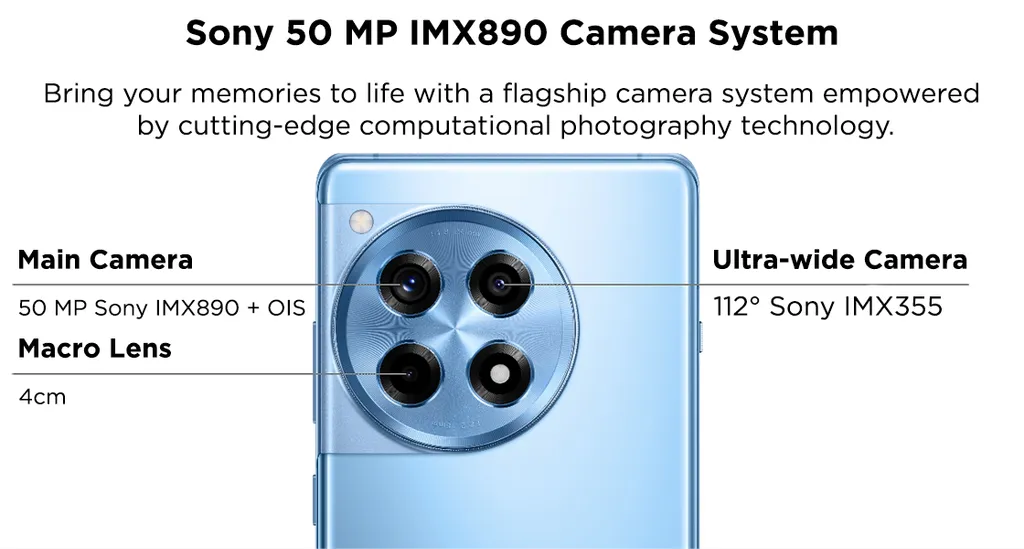 Sony 50 MP IMX890 Camera System
Bring your memories to life with a flagship camera system empowered
by cutting-edge computational photography technology.
Main Camera
50 MP Sony IMX890 + OIS
Macro Lens
4cm
Ultra-wide Camera
112° Sony IMX355